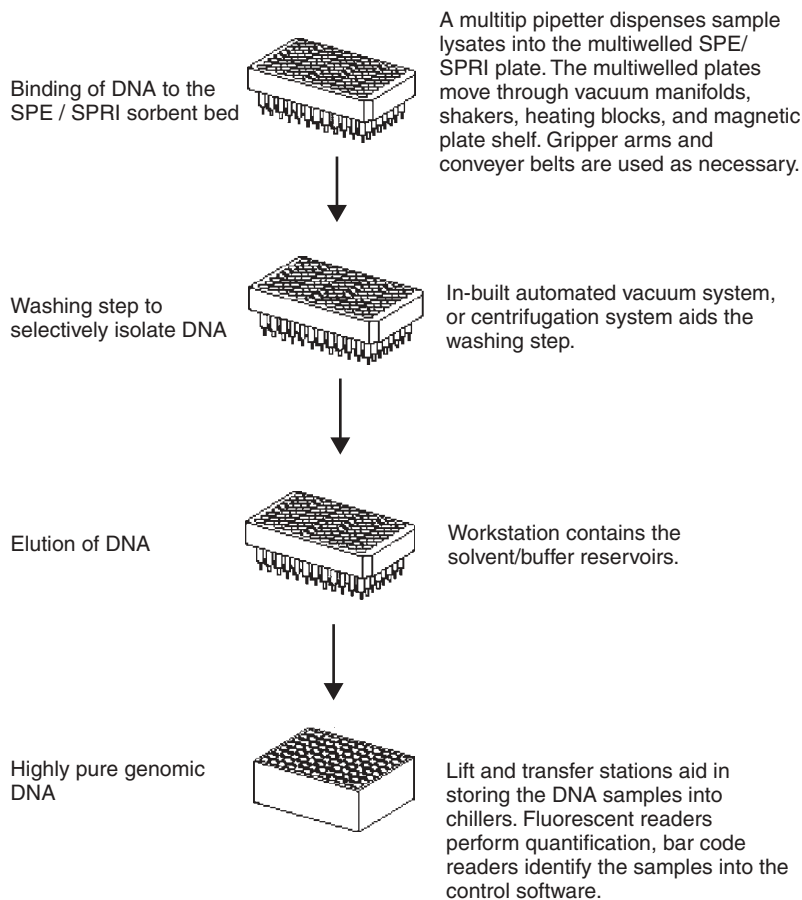 Binding of DNA to the
SPE / SPRI sorbent bed
A multitip pipetter dispenses sample
lysates into the multiwelled SPE/
SPRI plate. The multiwelled plates
move through vacuum manifolds,
shakers, heating blocks, and magnetic
plate shelf. Gripper arms and
conveyer belts are used as necessary.
Washing step to
selectively isolate DNA
In-built automated vacuum system,
or centrifugation system aids the
washing step.
Elution of DNA
Workstation contains the
solvent/buffer reservoirs.
Highly pure genomic
DNA
Lift and transfer stations aid in
storing the DNA samples into
chillers. Fluorescent readers
perform quantification, bar code
readers identify the samples into the
control software.